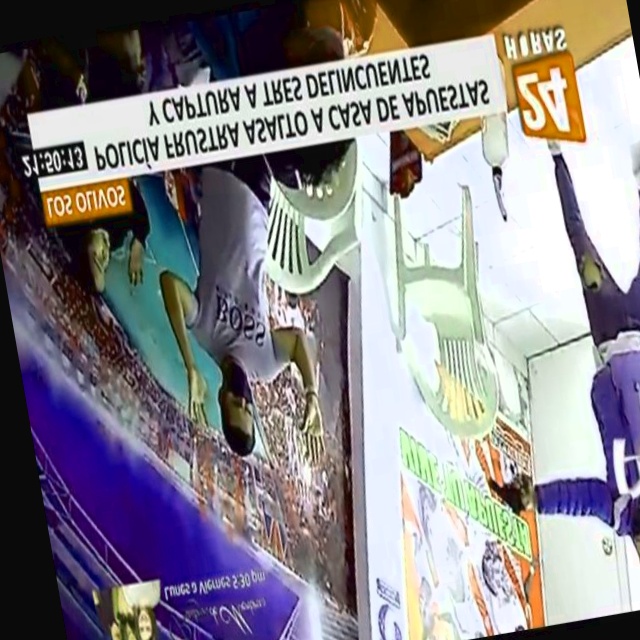 LOS OLIVOS
21:50:13 POLICÍA FRUSTRA ASALTO A CASA DE APUESTAS
Y CAPTURA A TRES DELINCUENTES
24
HORAS
BOSS
Lunes a Viernes 5:30 pm